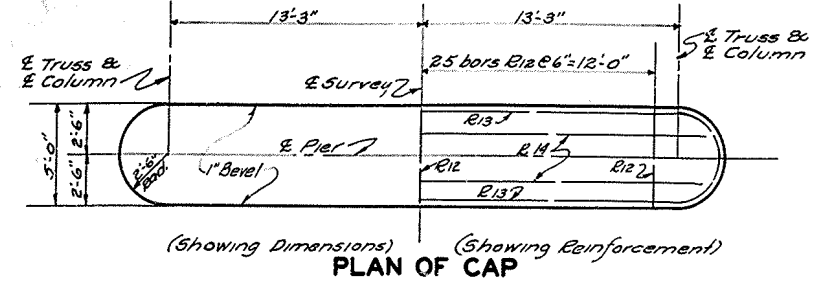 13'-3" 13'-3"
℄ Truss &
℄ Column
25 bars R12@6"=12'-0"
℄ Truss &
℄ Column
℄ Survey
R13
5'-0"
2'-6"
2'-6"
2'-6"
Rad.
1" Bevel
℄ Pier
R14
R12
R12
R13
(Showing Dimensions) (Showing Reinforcement)
PLAN OF CAP